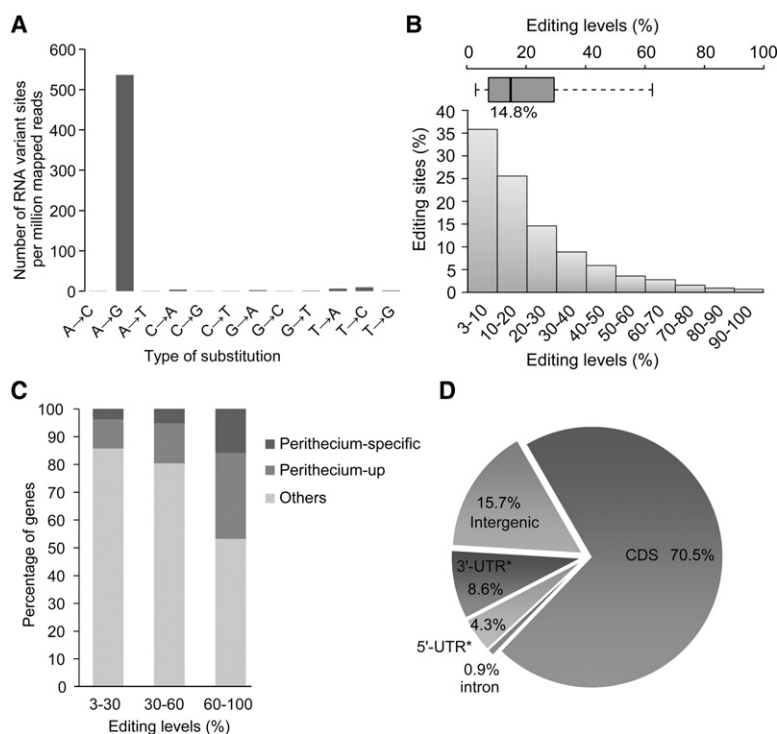 A
Number of RNA variant sites
per million mapped reads
600
500
400
300
200
100
0
A→C
A→G
A→T
C→A
C→G
C→T
G→A
G→C
G→T
T→A
T→C
T→G
Type of substitution
B
Editing levels (%)
0 20 40 60 80 100
14.8%
Editing sites (%)
40
35
30
25
20
15
10
5
0
3-10
10-20
20-30
30-40
40-50
50-60
60-70
70-80
80-90
90-100
Editing levels (%)
C
Percentage of genes
100
90
80
70
60
50
40
30
20
10
0
3-30 30-60 60-100
Editing levels (%)
Perithecium-specific
Perithecium-up
Others
D
15.7%
Intergenic
CDS 70.5%
3'-UTR*
8.6%
4.3%
5'-UTR*
0.9%
intron